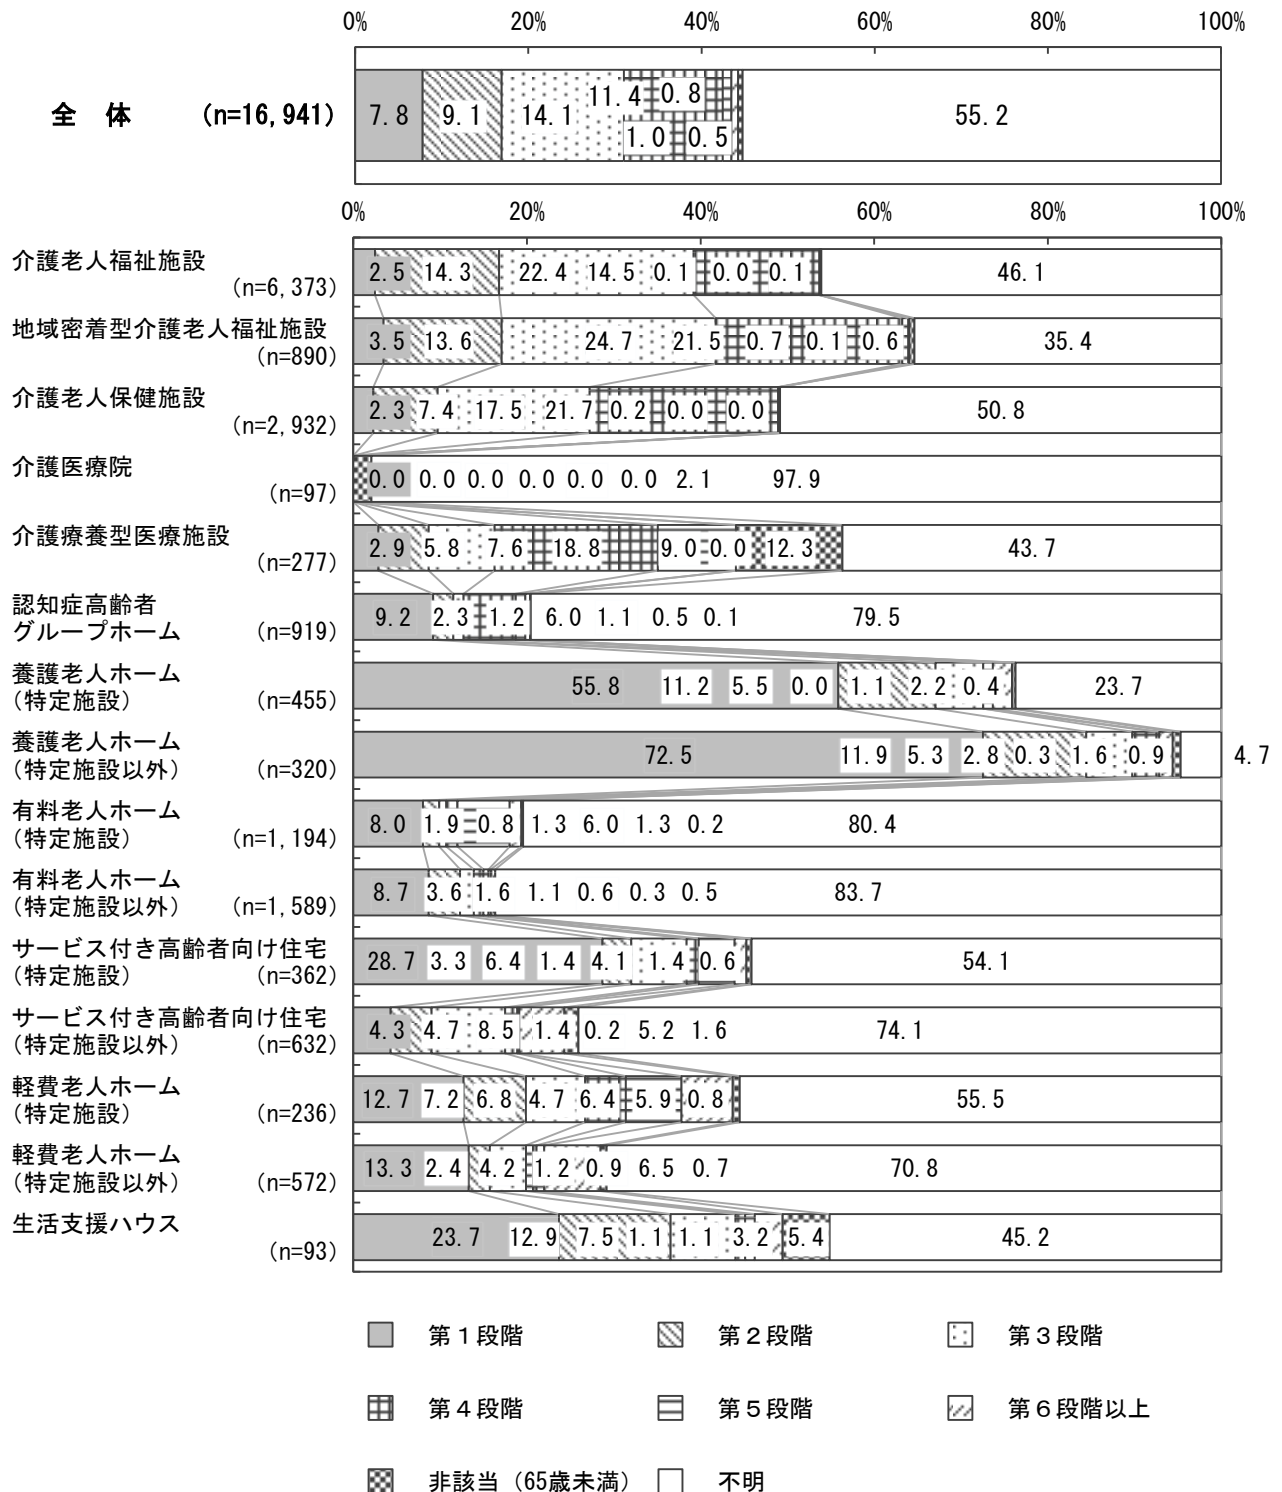 0% 20% 40% 60% 80% 100%
全 体 (n=16,941) 7.8 9.1 14.1 11.4 0.8 55.2
1.0 0.5
0% 20% 40% 60% 80% 100%
介護老人福祉施設
(n=6,373) 2.5 14.3 22.4 14.5 0.1 0.0 0.1 46.1
地域密着型介護老人福祉施設
(n=890) 3.5 13.6 24.7 21.5 0.7 0.1 0.6 35.4
介護老人保健施設
(n=2,932) 2.3 7.4 17.5 21.7 0.2 0.0 0.0 50.8
介護医療院
(n=97) 0.0 0.0 0.0 0.0 0.0 0.0 2.1 97.9
介護療養型医療施設
(n=277) 2.9 5.8 7.6 18.8 9.0 0.0 12.3 43.7
認知症高齢者
グループホーム (n=919) 9.2 2.3 1.2 6.0 1.1 0.5 0.1 79.5
養護老人ホーム
(特定施設) (n=455) 55.8 11.2 5.5 0.0 1.1 2.2 0.4 23.7
養護老人ホーム
(特定施設以外) (n=320) 72.5 11.9 5.3 2.8 0.3 1.6 0.9 4.7
有料老人ホーム
(特定施設) (n=1,194) 8.0 1.9 0.8 1.3 6.0 1.3 0.2 80.4
有料老人ホーム
(特定施設以外) (n=1,589) 8.7 3.6 1.6 1.1 0.6 0.3 0.5 83.7
サービス付き高齢者向け住宅
(特定施設) (n=362) 28.7 3.3 6.4 1.4 4.1 1.4 0.6 54.1
サービス付き高齢者向け住宅
(特定施設以外) (n=632) 4.3 4.7 8.5 1.4 0.2 5.2 1.6 74.1
軽費老人ホーム
(特定施設) (n=236) 12.7 7.2 6.8 4.7 6.4 5.9 0.8 55.5
軽費老人ホーム
(特定施設以外) (n=572) 13.3 2.4 4.2 1.2 0.9 6.5 0.7 70.8
生活支援ハウス
(n=93) 23.7 12.9 7.5 1.1 1.1 3.2 5.4 45.2
第１段階 第２段階 第３段階
第４段階 第５段階 第６段階以上
非該当（65歳未満） 不明